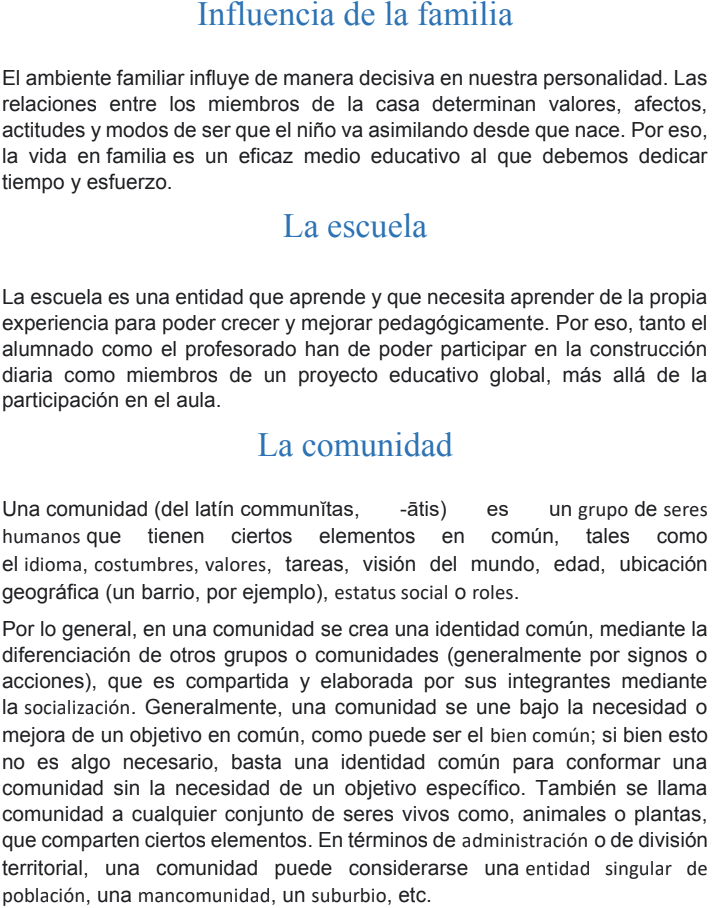 Influencia de la familia
El ambiente familiar influye de manera decisiva en nuestra personalidad. Las
relaciones entre los miembros de la casa determinan valores, afectos,
actitudes y modos de ser que el niño va asimilando desde que nace. Por eso,
la vida en familia es un eficaz medio educativo al que debemos dedicar
tiempo y esfuerzo.
La escuela
La escuela es una entidad que aprende y que necesita aprender de la propia
experiencia para poder crecer y mejorar pedagógicamente. Por eso, tanto el
alumnado como el profesorado han de poder participar en la construcción
diaria como miembros de un proyecto educativo global, más allá de la
participación en el aula.
La comunidad
Una comunidad (del latín communĭtas, -ātis) es un grupo de seres
humanos que tienen ciertos elementos en común, tales como
el idioma, costumbres, valores, tareas, visión del mundo, edad, ubicación
geográfica (un barrio, por ejemplo), estatus social o roles.
Por lo general, en una comunidad se crea una identidad común, mediante la
diferenciación de otros grupos o comunidades (generalmente por signos o
acciones), que es compartida y elaborada por sus integrantes mediante
la socialización. Generalmente, una comunidad se une bajo la necesidad o
mejora de un objetivo en común, como puede ser el bien común; si bien esto
no es algo necesario, basta una identidad común para conformar una
comunidad sin la necesidad de un objetivo específico. También se llama
comunidad a cualquier conjunto de seres vivos como, animales o plantas,
que comparten ciertos elementos. En términos de administración o de división
territorial, una comunidad puede considerarse una entidad singular de
población, una mancomunidad, un suburbio, etc.